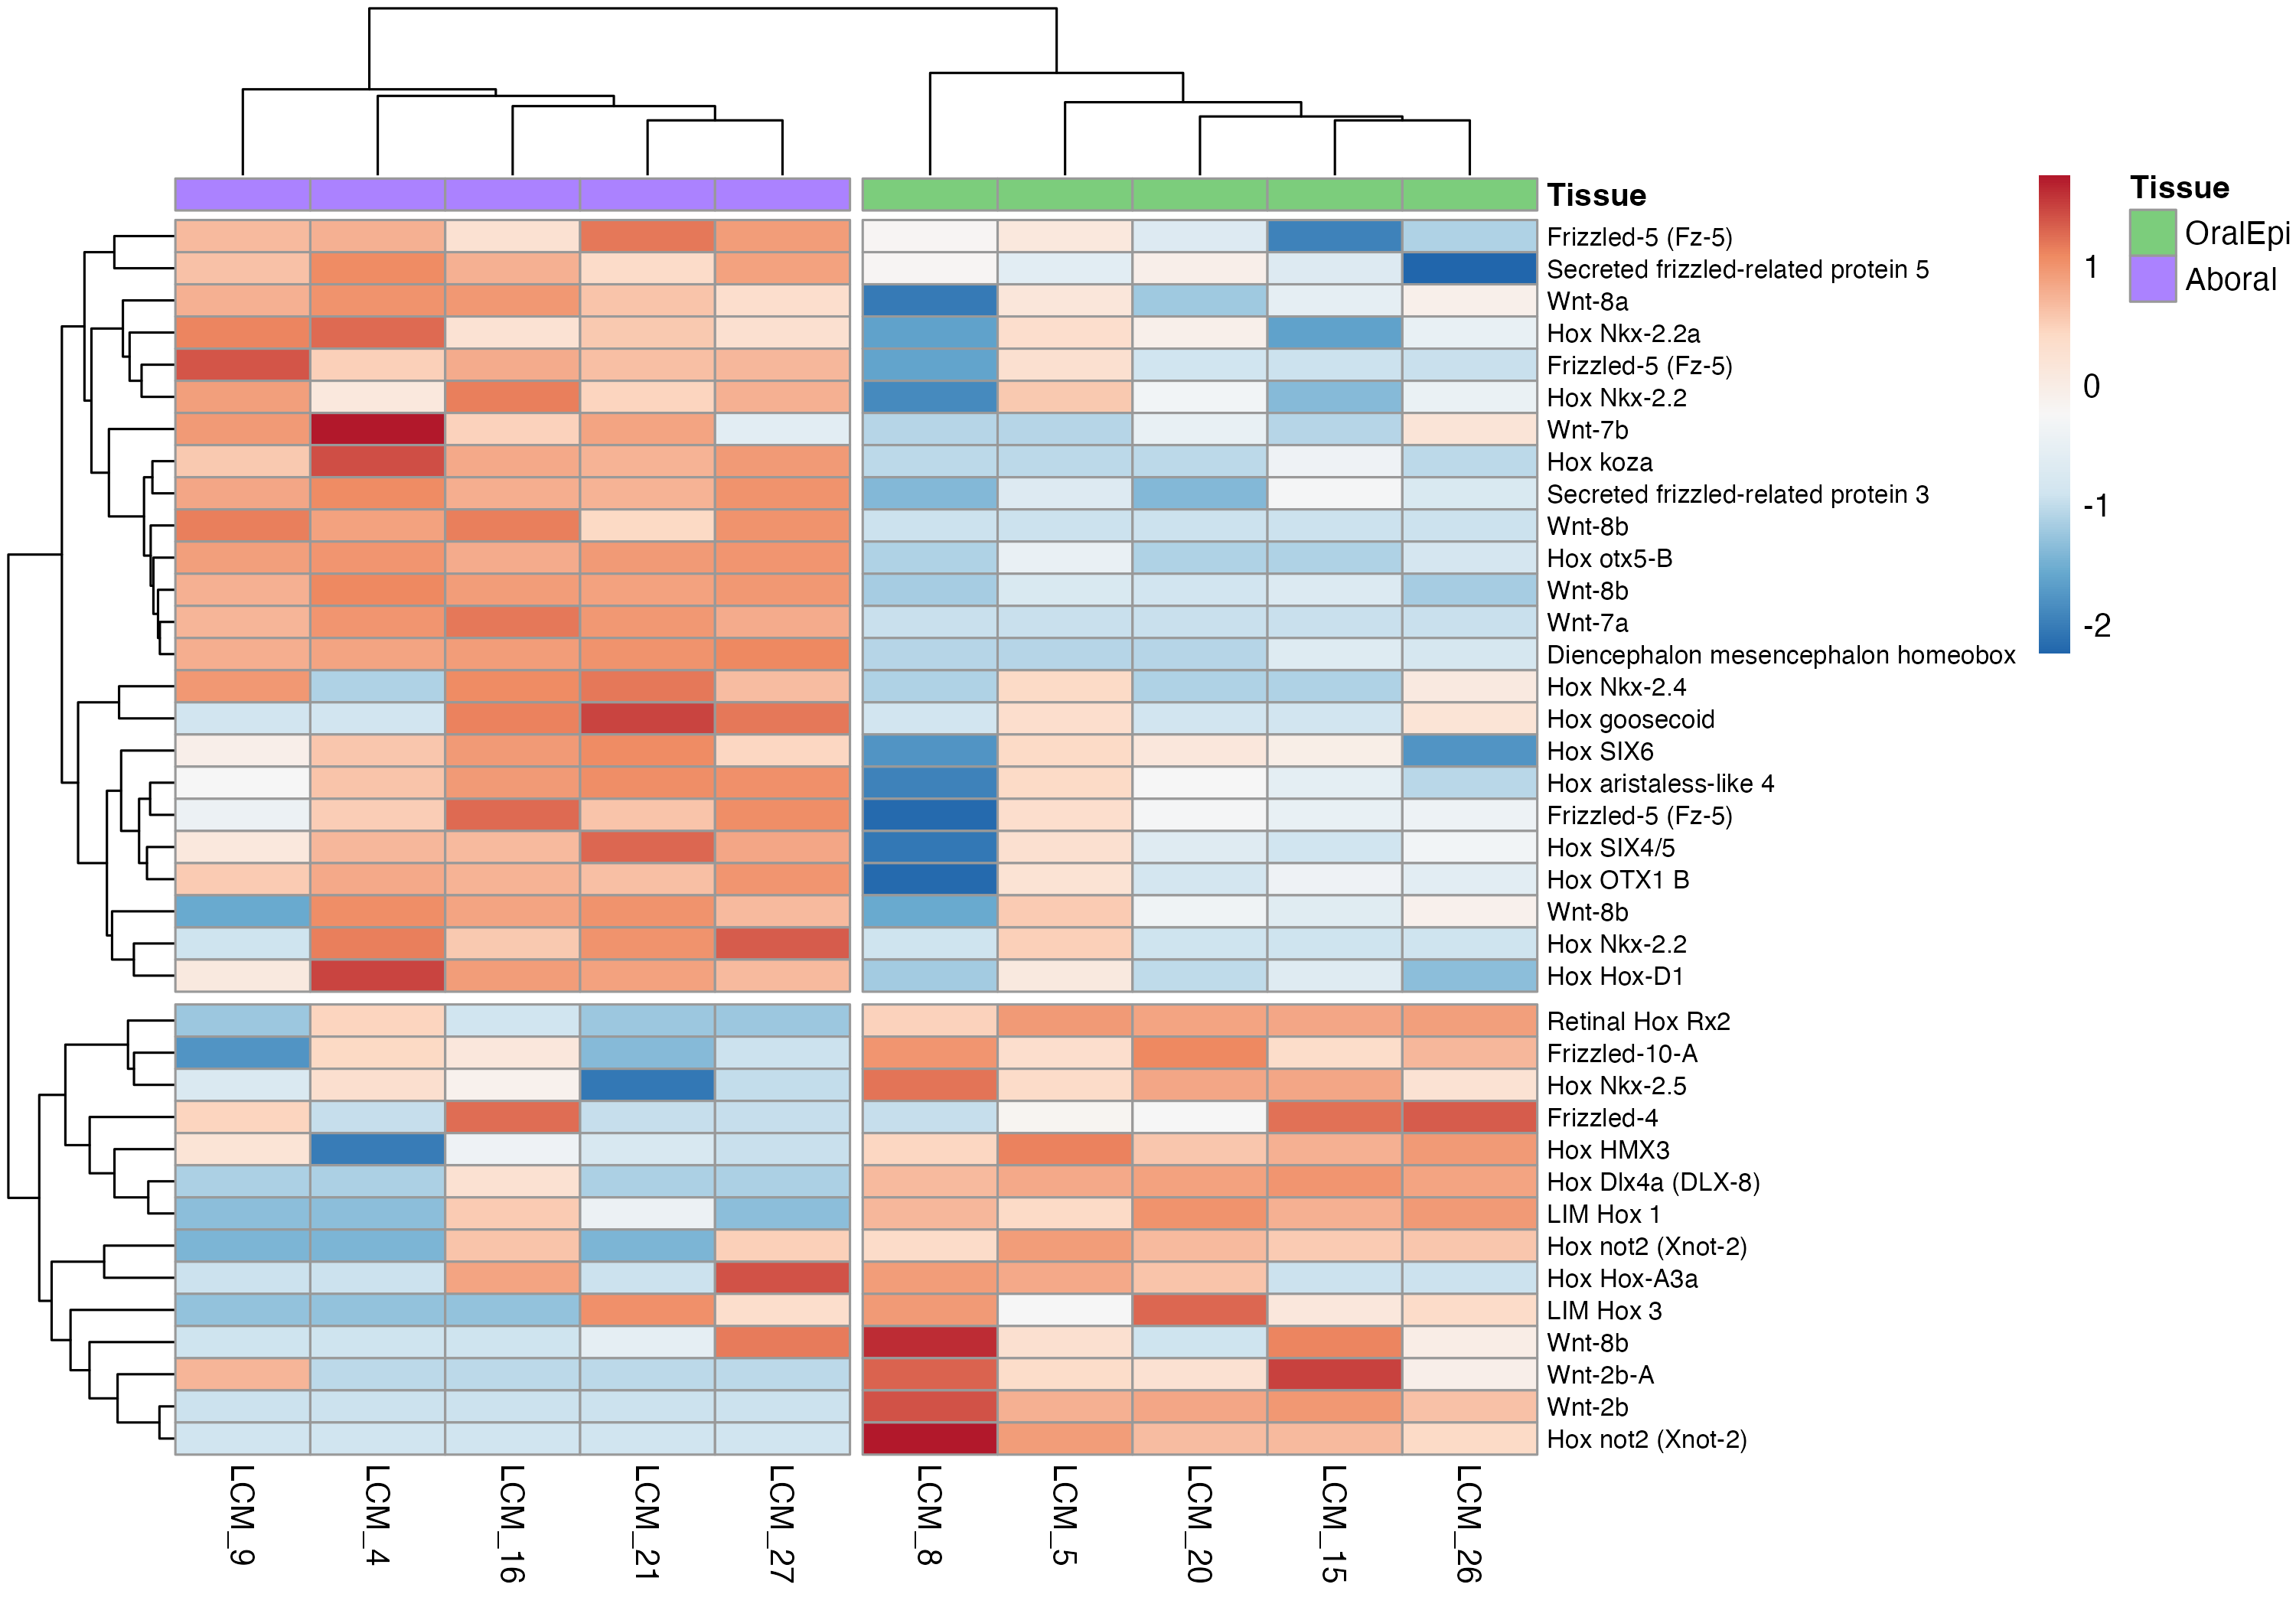 Tissue
Frizzled-5 (Fz-5)
Secreted frizzled-related protein 5
Wnt-8a
Hox Nkx-2.2a
Frizzled-5 (Fz-5)
Hox Nkx-2.2
Wnt-7b
Hox koza
Secreted frizzled-related protein 3
Wnt-8b
Hox otx5-B
Wnt-8b
Wnt-7a
Diencephalon mesencephalon homeobox
Hox Nkx-2.4
Hox goosecoid
Hox SIX6
Hox aristaless-like 4
Frizzled-5 (Fz-5)
Hox SIX4/5
Hox OTX1 B
Wnt-8b
Hox Nkx-2.2
Hox Hox-D1
Retinal Hox Rx2
Frizzled-10-A
Hox Nkx-2.5
Frizzled-4
Hox HMX3
Hox Dlx4a (DLX-8)
LIM Hox 1
Hox not2 (Xnot-2)
Hox Hox-A3a
LIM Hox 3
Wnt-8b
Wnt-2b-A
Wnt-2b
Hox not2 (Xnot-2)
LCM_9
LCM_4
LCM_16
LCM_21
LCM_27
LCM_8
LCM_5
LCM_20
LCM_15
LCM_26
1
0
-1
-2
Tissue
OralEpi
Aboral